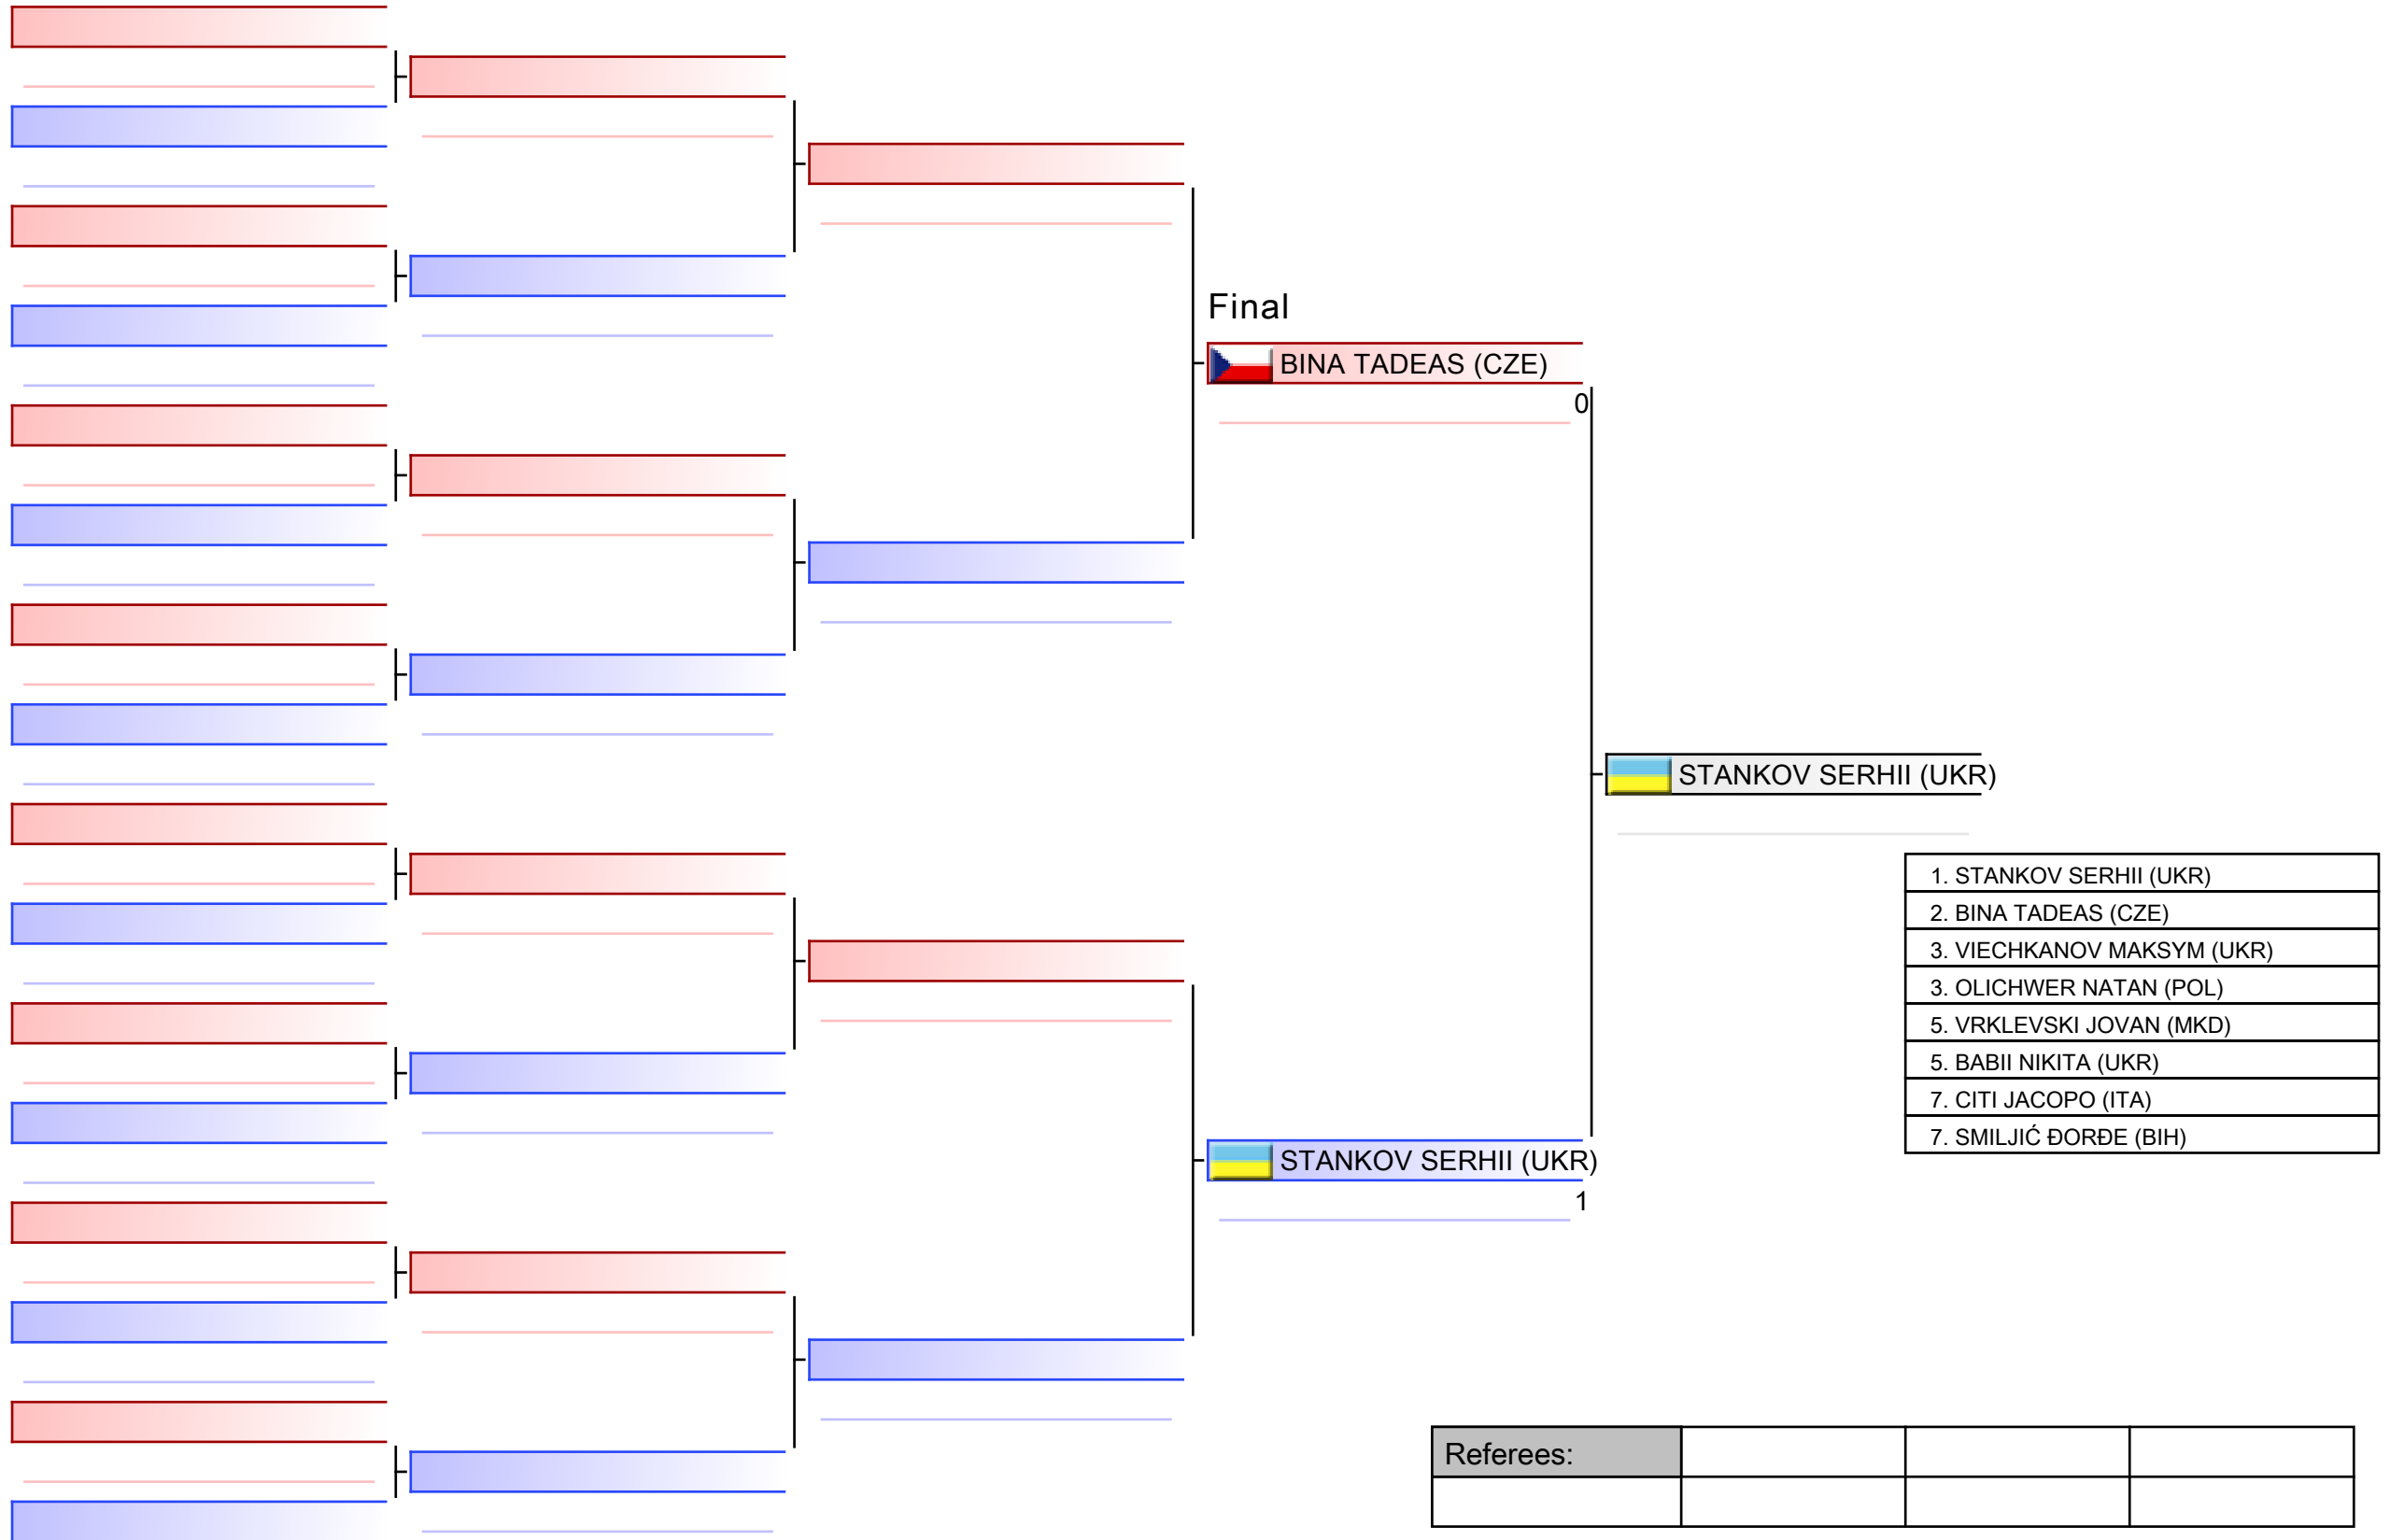 Final
BINA TADEAS (CZE)
0
STANKOV SERHII (UKR)
1. STANKOV SERHII (UKR)
2. BINA TADEAS (CZE)
3. VIECHKANOV MAKSYM (UKR)
3. OLICHWER NATAN (POL)
5. VRKLEVSKI JOVAN (MKD)
5. BABII NIKITA (UKR)
7. CITI JACOPO (ITA)
7. SMILJIĆ ĐORĐE (BIH)
STANKOV SERHII (UKR)
1
Referees: